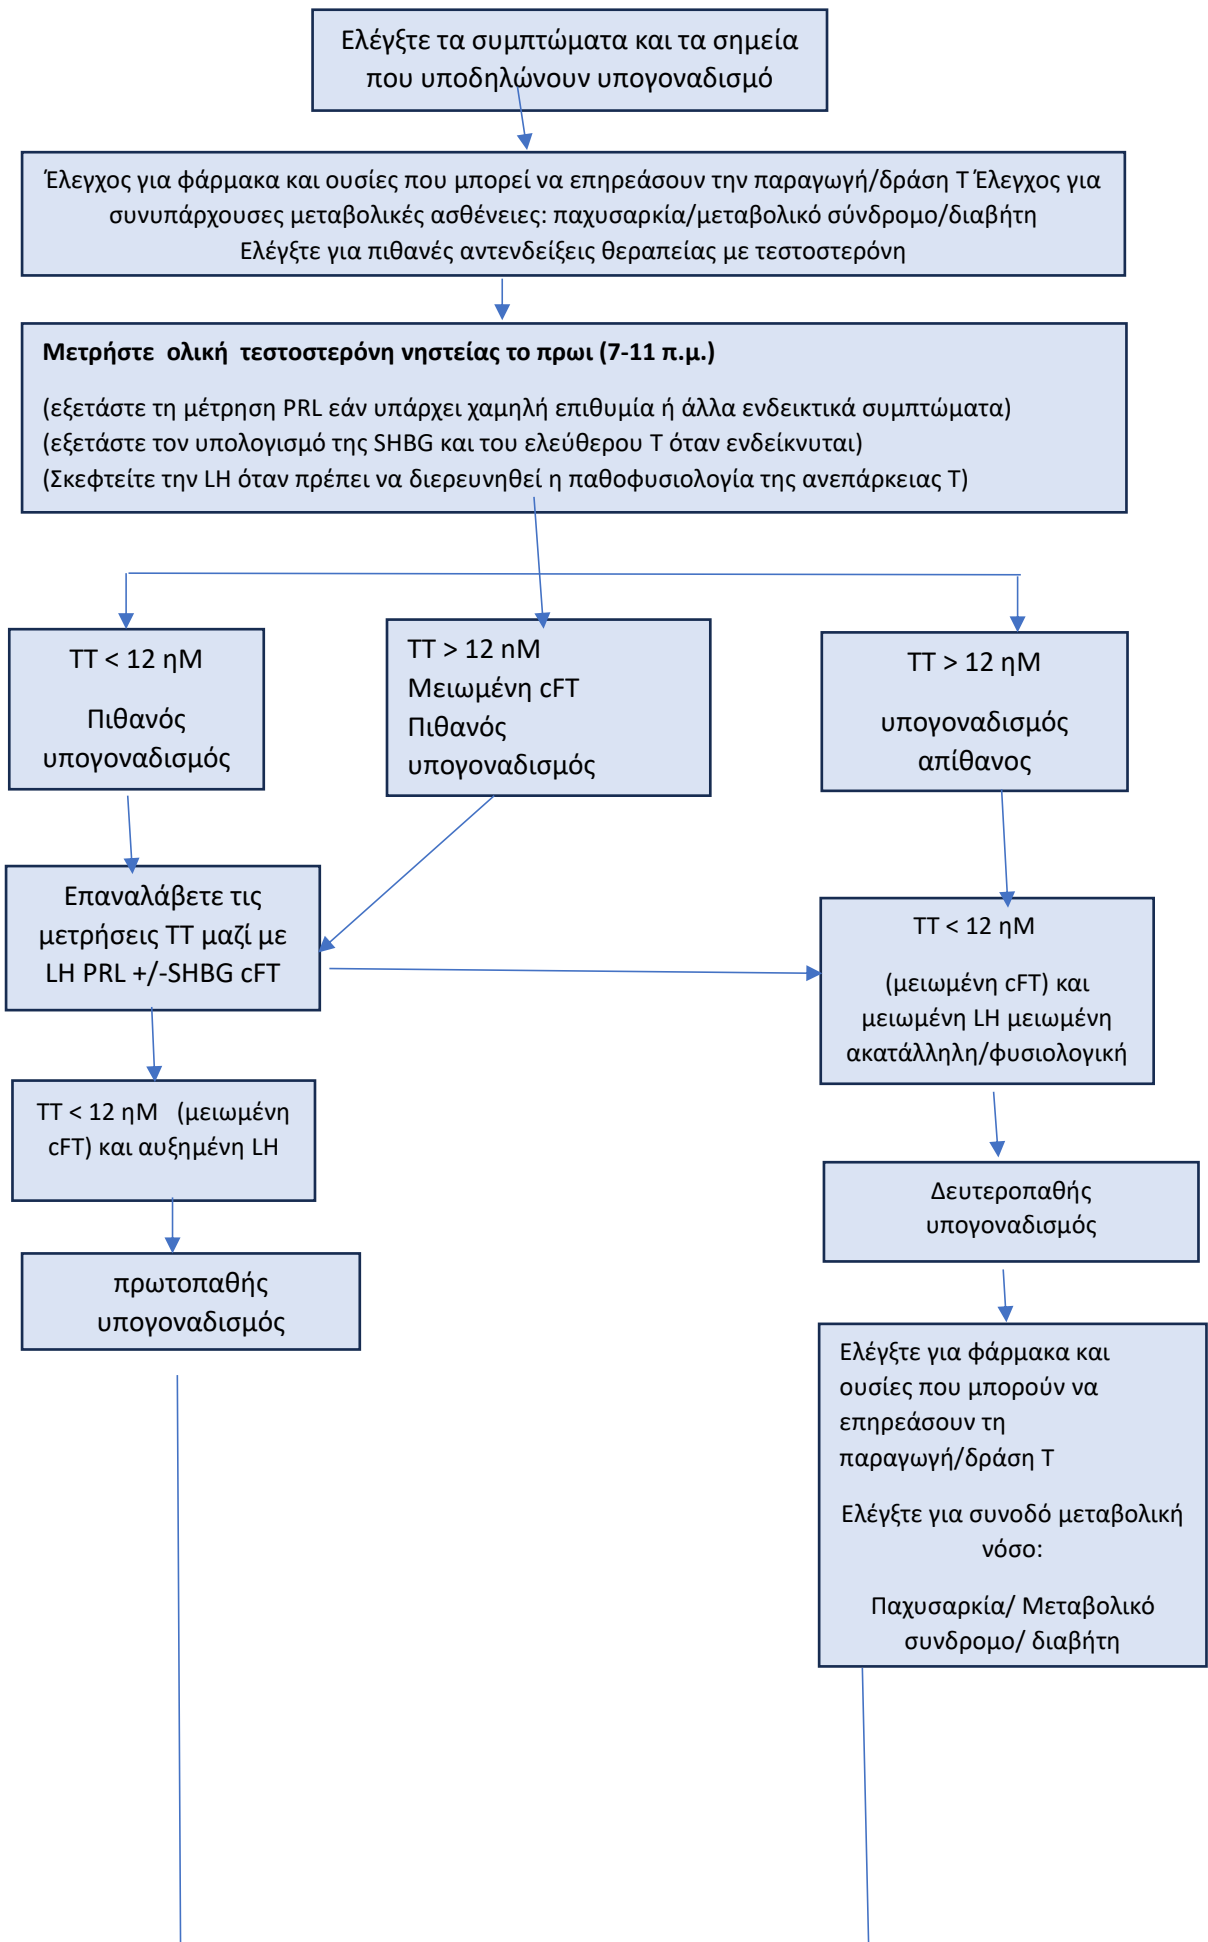 Ελέγξτε τα συμπτώματα και τα σημεία
που υποδηλώνουν υπογοναδισμό
Έλεγχος για φάρμακα και ουσίες που μπορεί να επηρεάσουν την παραγωγή/δράση Τ Έλεγχος για
συνυπάρχουσες μεταβολικές ασθένειες: παχυσαρκία/μεταβολικό σύνδρομο/διαβήτη
Ελέγξτε για πιθανές αντενδείξεις θεραπείας με τεστοστερόνη
Μετρήστε ολική τεστοστερόνη νηστείας το πρωι (7-11 π.μ.)
(εξετάστε τη μέτρηση PRL εάν υπάρχει χαμηλή επιθυμία ή άλλα ενδεικτικά συμπτώματα)
(εξετάστε τον υπολογισμό της SHBG και του ελεύθερου Τ όταν ενδείκνυται)
(Σκεφτείτε την LH όταν πρέπει να διερευνηθεί η παθοφυσιολογία της ανεπάρκειας Τ)
TT < 12 ηΜ
Πιθανός
υπογοναδισμός
TT > 12 nM
Μειωμένη cFT
Πιθανός
υπογοναδισμός
TT > 12 ηΜ
υπογοναδισμός
απίθανος
Επαναλάβετε τις
μετρήσεις TT μαζί με
LH PRL +/-SHBG cFT
TT < 12 ηΜ
(μειωμένη cFT) και
μειωμένη LH μειωμένη
ακατάλληλη/φυσιολογική
TT < 12 ηΜ (μειωμένη
cFT) και αυξημένη LH
Δευτεροπαθής
υπογοναδισμός
πρωτοπαθής
υπογοναδισμός
Ελέγξτε για φάρμακα και
ουσίες που μπορούν να
επηρεάσουν τη
παραγωγή/δράση Τ
Ελέγξτε για συνοδό μεταβολική
νόσο:
Παχυσαρκία/ Μεταβολικό
συνδρομο/ διαβήτη